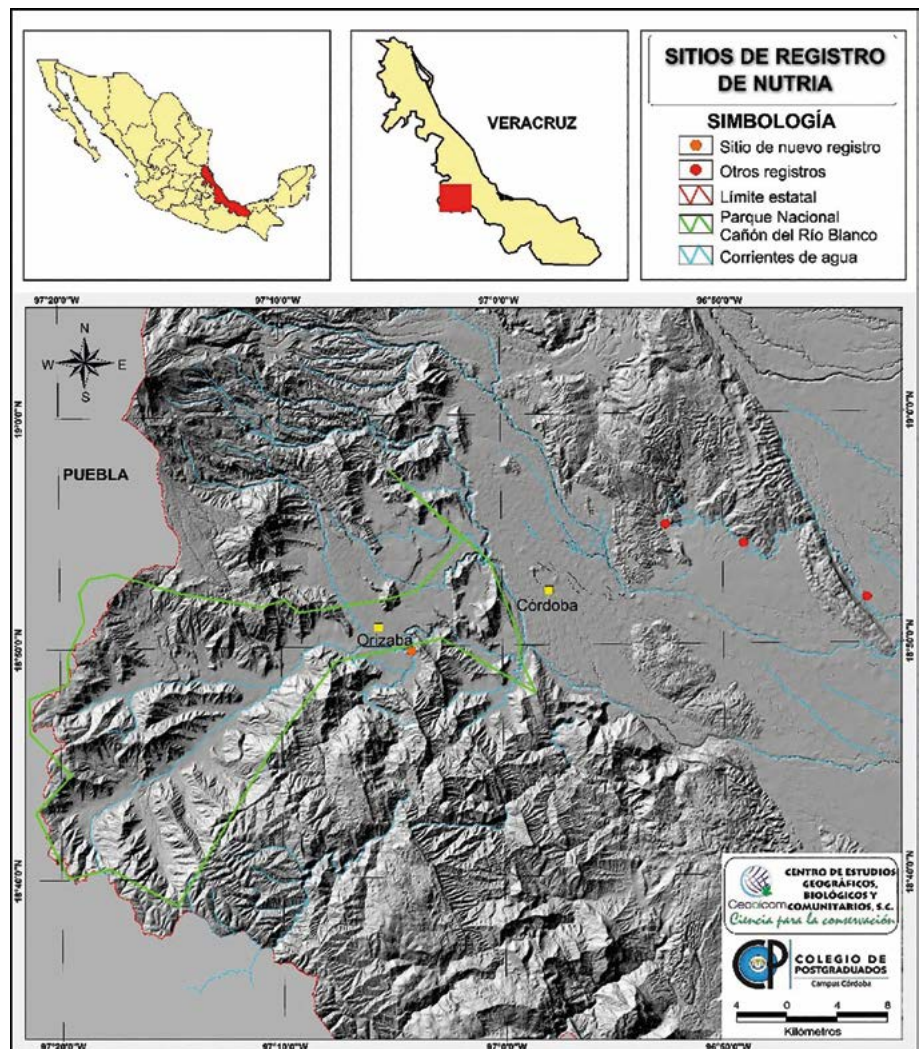 VERACRUZ
SITIOS DE REGISTRO
DE NUTRIA
SIMBOLOGÍA
Sitio de nuevo registro
Otros registros
Límite estatal
Parque Nacional
Cañón del Río Blanco
Corrientes de agua
97°20'0"W
97°10'0"W
97°0'0"W
96°50'0"W
N
W
E
S
19°0'0"N
19°0'0"N
PUEBLA
Córdoba
Orizaba
18°50'0"N
18°50'0"N
18°40'0"N
18°40'0"N
CENTRO DE ESTUDIOS
GEOGRÁFICOS,
BIOLÓGICOS Y
COMUNITARIOS, S.C.
Ciencia para la conservación
CP
COLEGIO DE
POSTGRADUADOS
Campus Córdoba
4 0 4 8
Kilómetros
97°20'0"W
97°10'0"W
97°0'0"W
96°50'0"W